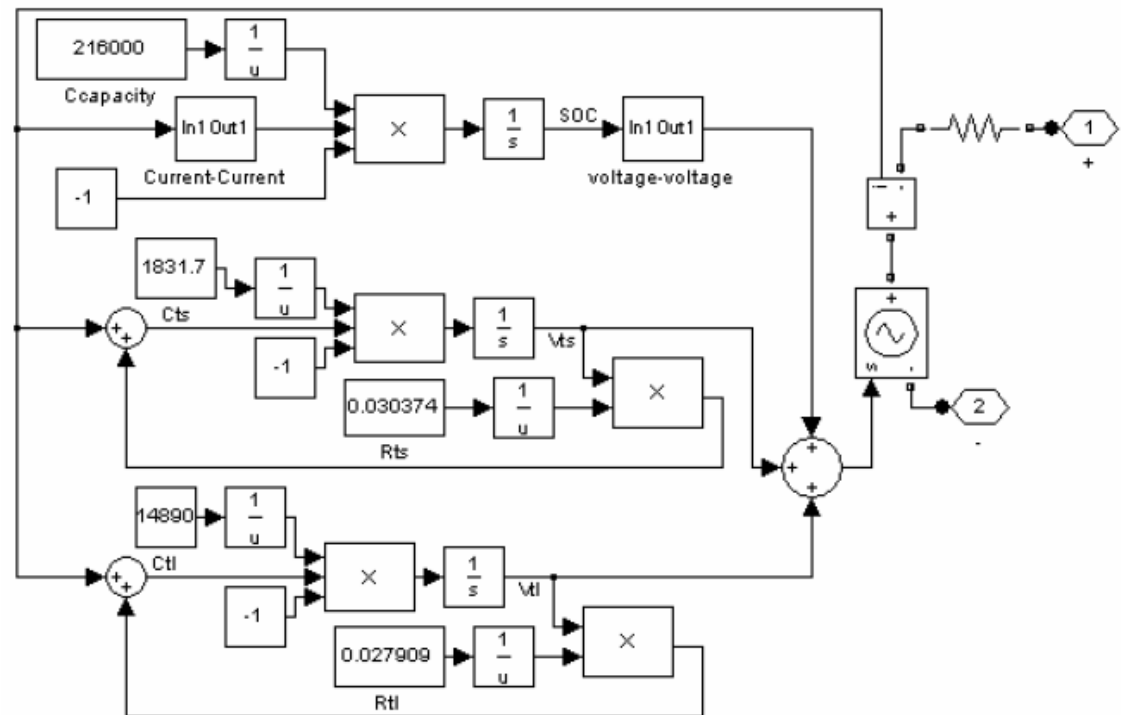 216000
1
u
Ccapacity
In1 Out1
Current-Current
-1
×
1
s
SOC
In1 Out1
voltage-voltage
1
+
i
-
+
1831.7
Cts
1
u
-1
×
1
s
Vts
0.030374
Rts
1
u
×
+
+
+
s
-
2
-
+
+
+
14890
Ctl
1
u
-1
×
1
s
Vtl
0.027909
Rtl
1
u
×
+
+